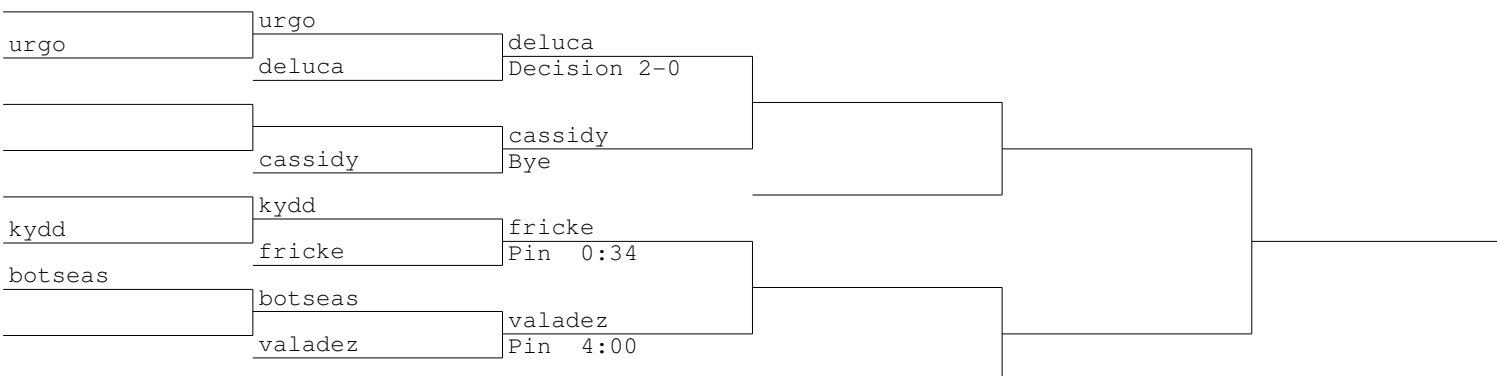 urgo
urgo
deluca
deluca
Decision 2-0
cassidy
cassidy
Bye
kydd
kydd
fricke
fricke
Pin  0:34
botseas
botseas
valadez
valadez
Pin  4:00